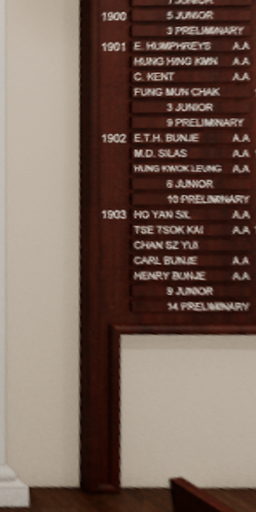 7 JUNIOR
1900 5 JUNIOR
3 PRELIMINARY
1901 E. HUMPHREYS A.A
HUNG HING KWN A.A
C. KENT A.A
FUNG MUN CHAK
3 JUNIOR
9 PRELIMINARY
1902 E.T.H. BUNJE A.A
M.D. SILAS A.A
HUNG KWOK LEUNG A.A
6 JUNIOR
10 PRELIMINARY
1903 HO YAN SIL A.A
TSE TSOK KAI A.A
CHAN SZ YUI
CARL BUNJE A.A
HENRY BUNJE A.A
9 JUNIOR
14 PRELIMINARY